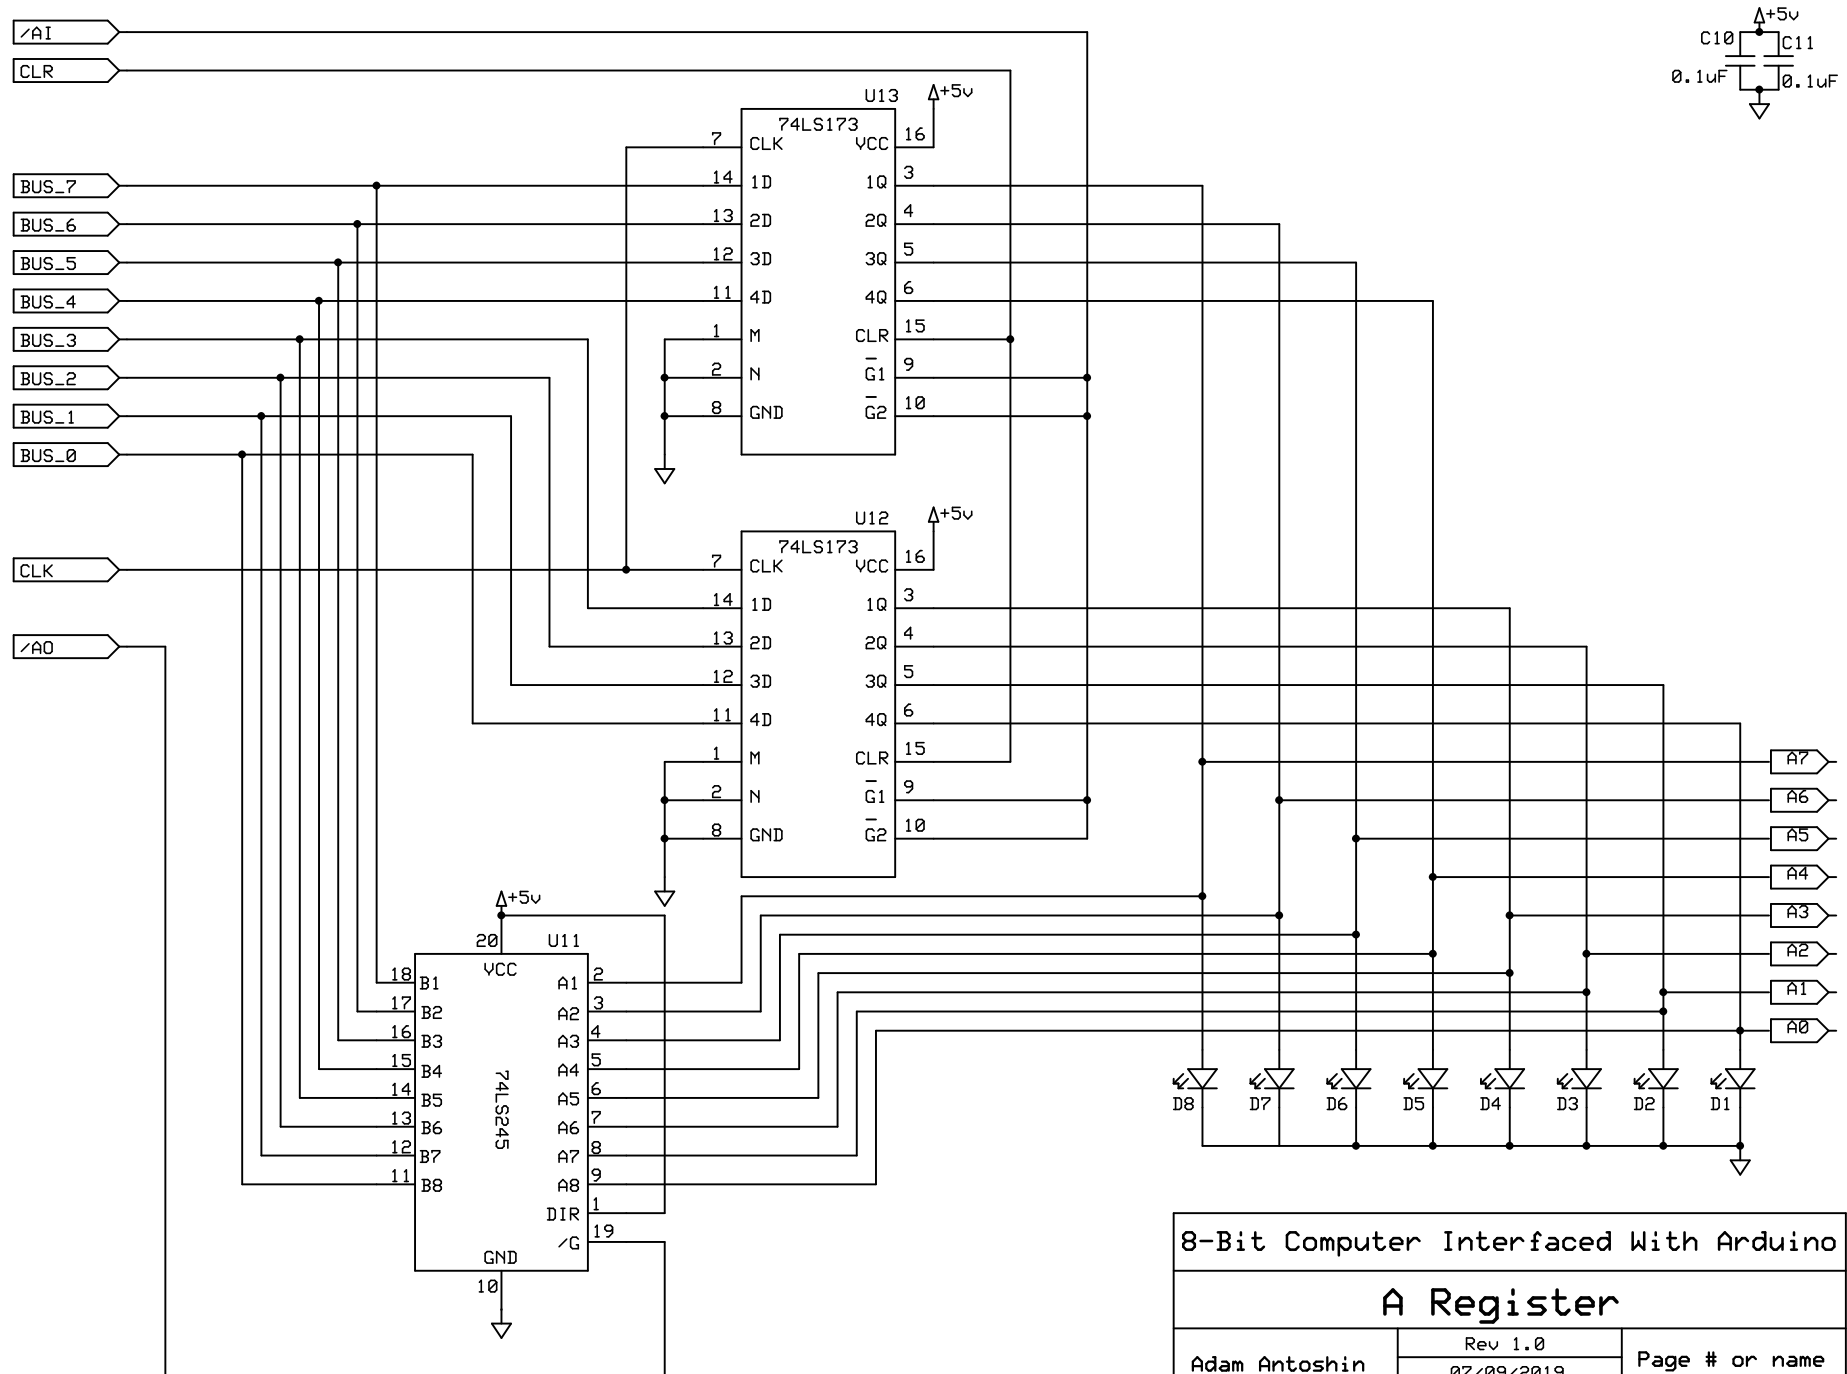 /AI
CLR
BUS_7
BUS_6
BUS_5
BUS_4
BUS_3
BUS_2
BUS_1
BUS_0
CLK
/AO
+5v
C10
C11
0.1uF
0.1uF
U13
+5v
74LS173
7 CLK VCC 16
14 1D 1Q 3
13 2D 2Q 4
12 3D 3Q 5
11 4D 4Q 6
1 M CLR 15
2 N G1 9
8 GND G2 10
U12
+5v
74LS173
7 CLK VCC 16
14 1D 1Q 3
13 2D 2Q 4
12 3D 3Q 5
11 4D 4Q 6
1 M CLR 15
2 N G1 9
8 GND G2 10
A7
A6
A5
A4
A3
A2
A1
A0
+5v
20 U11
VCC
18 B1 A1 2
17 B2 A2 3
16 B3 A3 4
15 B4 A4 5
14 B5 A5 6
13 B6 A6 7
12 B7 A7 8
11 B8 A8 9
74LS245
DIR 1
/G 19
GND
10
D8 D7 D6 D5 D4 D3 D2 D1
8-Bit Computer Interfaced With Arduino
A Register
Adam Antoshin
Rev 1.0
07/09/2019
Page # or name